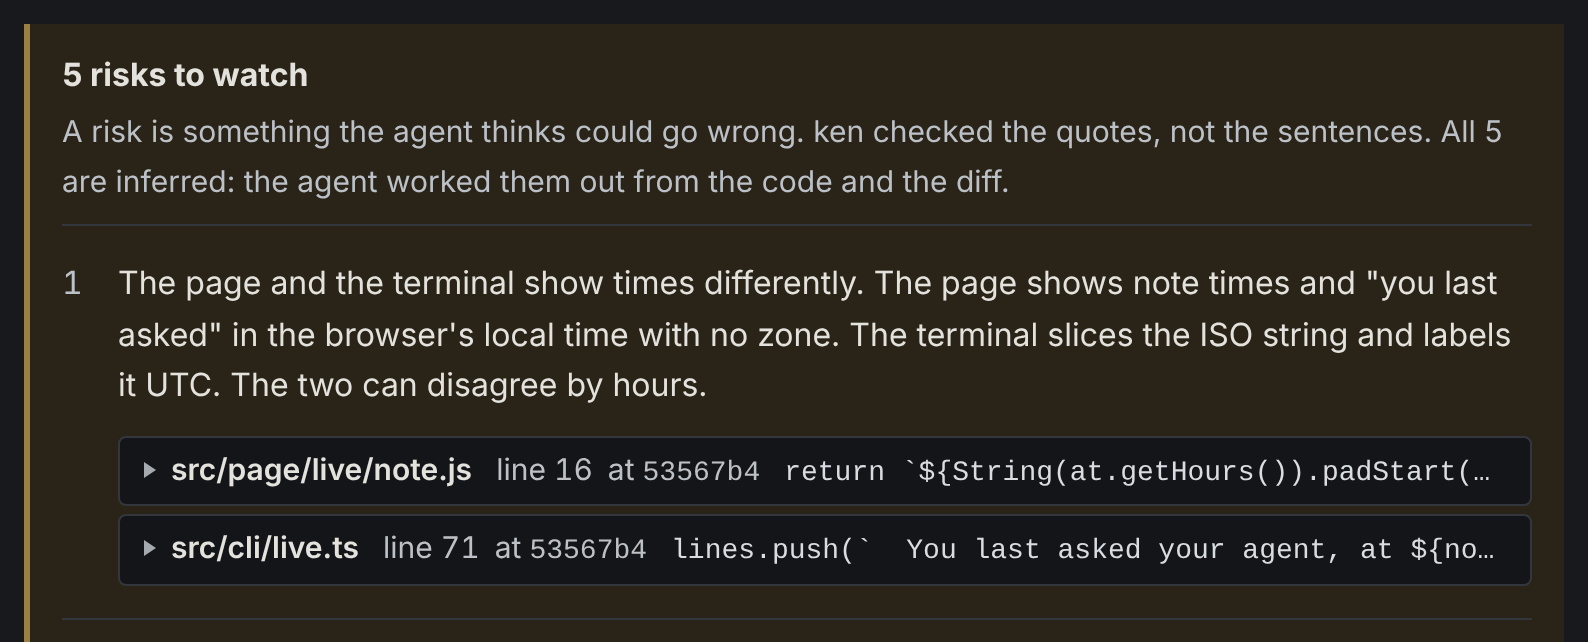 5 risks to watch
A risk is something the agent thinks could go wrong. ken checked the quotes, not the sentences. All 5
are inferred: the agent worked them out from the code and the diff.
1 The page and the terminal show times differently. The page shows note times and "you last
asked" in the browser's local time with no zone. The terminal slices the ISO string and labels
it UTC. The two can disagree by hours.
src/page/live/note.js line 16 at 53567b4 return `${String(at.getHours()).padStart(…
src/cli/live.ts line 71 at 53567b4 lines.push(`  You last asked your agent, at ${no…